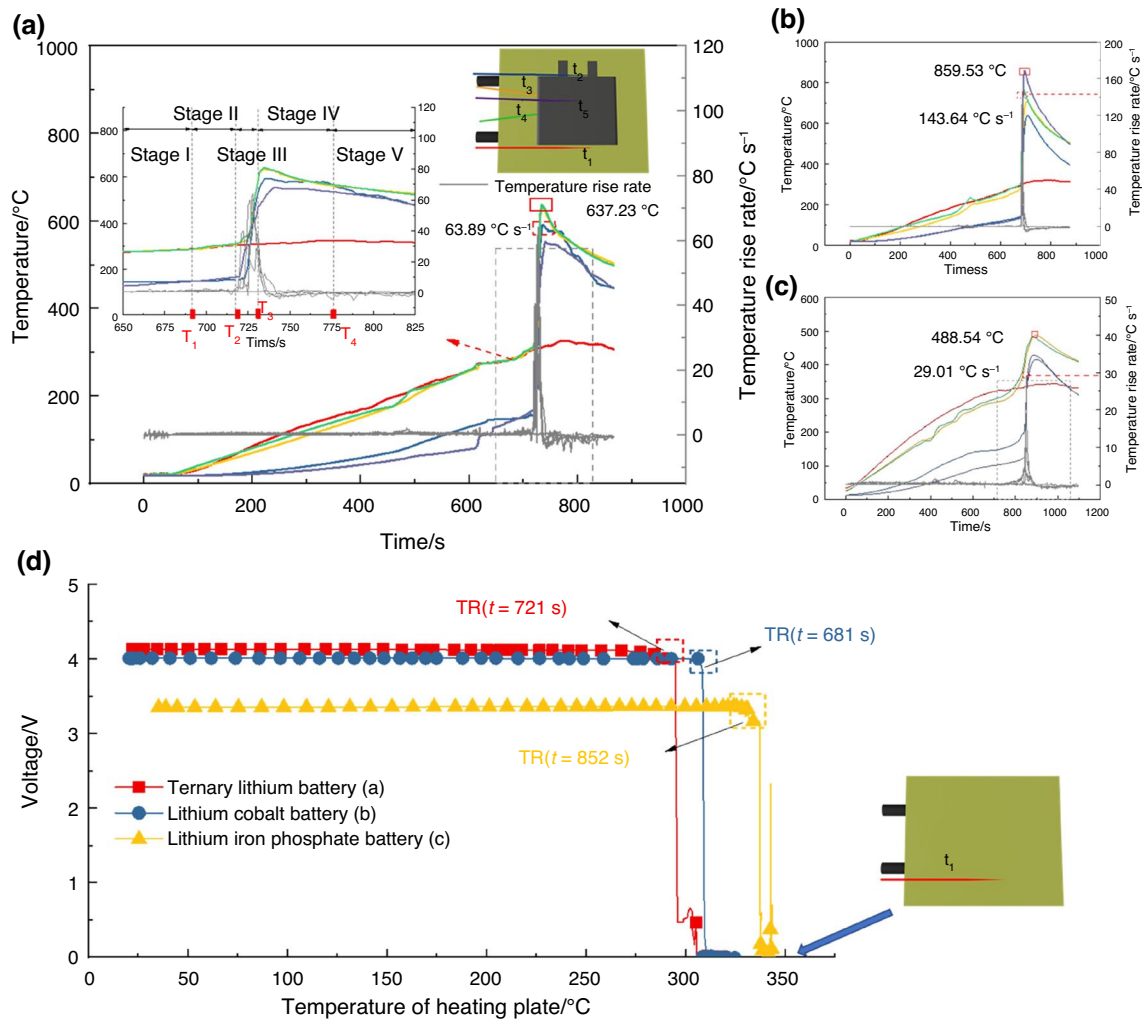 (a)
1000
900
800
700
600
500
400
300
200
100
0
Temperature/°C
0
200
400
600
800
1000
Time/s
120
100
80
60
40
20
0
Temperature rise rate/°C s⁻¹
t₂
t₃
t₅
t₄
t₁
Temperature rise rate
637.23 °C
63.89 °C s⁻¹
Stage II
Stage IV
Stage I
Stage III
Stage V
800
600
400
200
0
120
100
80
60
40
20
0
650
700
750
775
825
Tims/s
T₁
T₂
T₃
T₄
(b)
1000
800
600
400
200
0
Temperature/°C
859.53 °C
143.64 °C s⁻¹
200
160
120
80
40
0
Temperature rise rate/°C s⁻¹
0
200
400
600
800
1000
Timess
(c)
600
500
400
300
200
100
0
Temperature/°C
488.54 °C
29.01 °C s⁻¹
50
40
30
20
10
0
Temperature rise rate/°C s⁻¹
0
200
400
600
800
1000
1200
Time/s
(d)
5
4
3
2
1
0
Voltage/V
TR(t = 721 s)
TR(t = 681 s)
TR(t = 852 s)
Ternary lithium battery (a)
Lithium cobalt battery (b)
Lithium iron phosphate battery (c)
t₁
0
50
100
150
200
250
300
350
Temperature of heating plate/°C